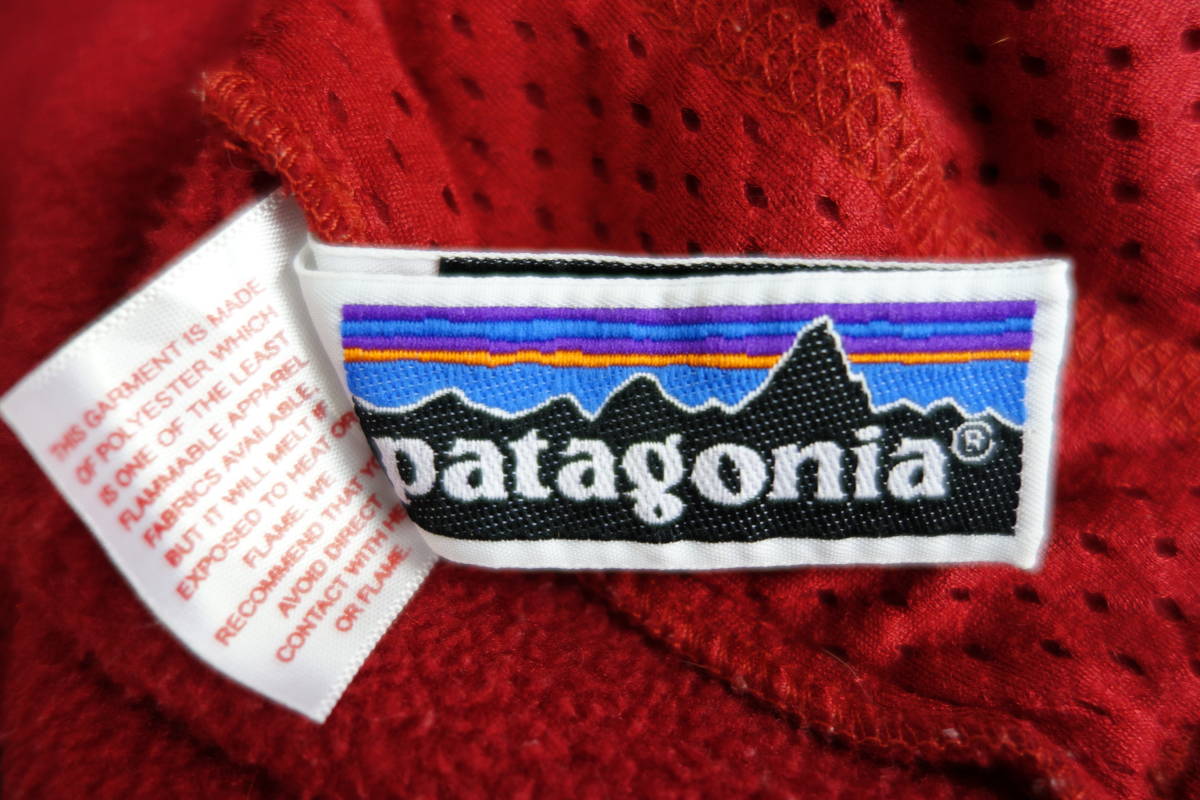 THIS GARMENT IS MADE
OF POLYESTER WHICH
IS ONE OF THE LEAST
FLAMMABLE APPAREL
FABRICS AVAILABLE.
BUT IT WILL MELT IF
EXPOSED TO HEAT OR
FLAME. WE
RECOMMEND THAT
AVOID DIRECT
CONTACT WITH
OR FLAME.
patagonia®